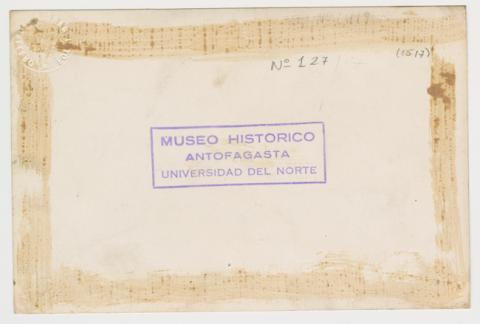 Nº 127
(1517)
MUSEO HISTORICO
ANTOFAGASTA
UNIVERSIDAD DEL NORTE